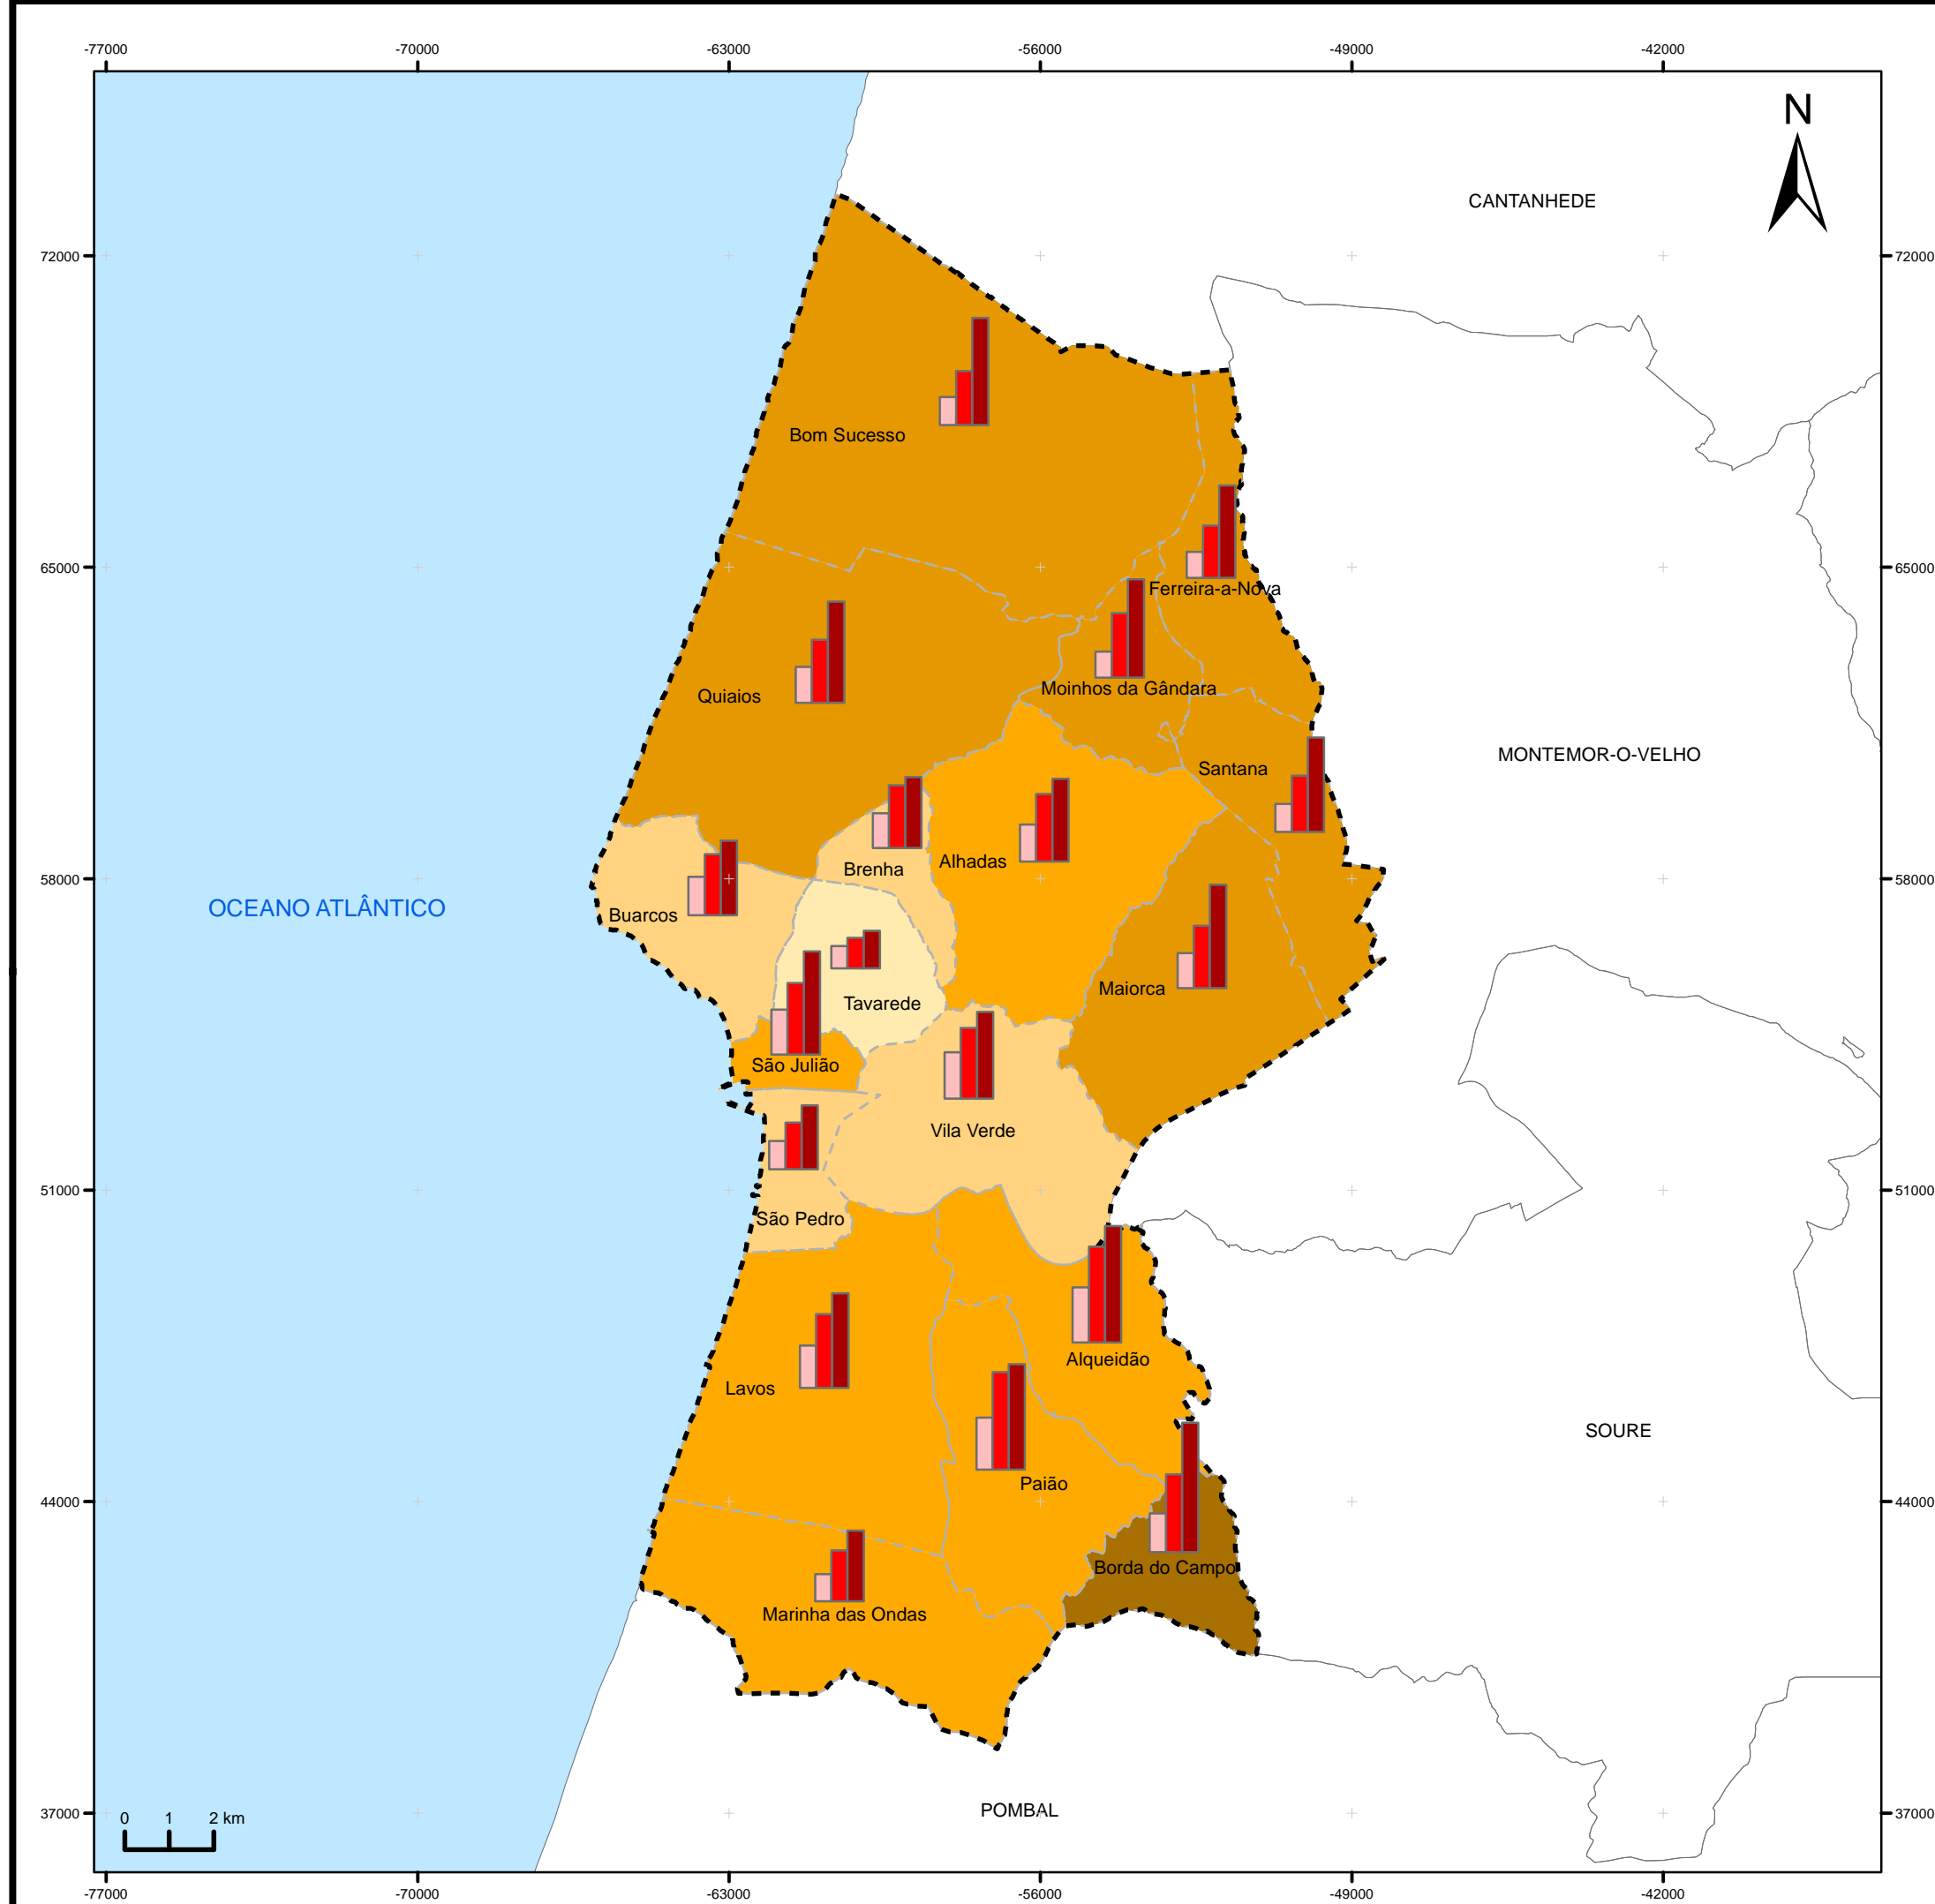 -77000 -70000 -63000 -56000 -49000 -42000
N
CANTANHEDE
72000 72000
Bom Sucesso
65000 65000
Ferreira-a-Nova
Moinhos da Gândara
Quiaios
MONTEMOR-O-VELHO
Santana
Alhadas
Brenha
58000 58000
OCEANO ATLÂNTICO
Buarcos
Maiorca
Tavarede
São Julião
Vila Verde
51000 51000
São Pedro
Alqueidão
Lavos
SOURE
Paião
44000 44000
Borda do Campo
Marinha das Ondas
POMBAL
37000 37000
0 1 2 km
-77000 -70000 -63000 -56000 -49000 -42000